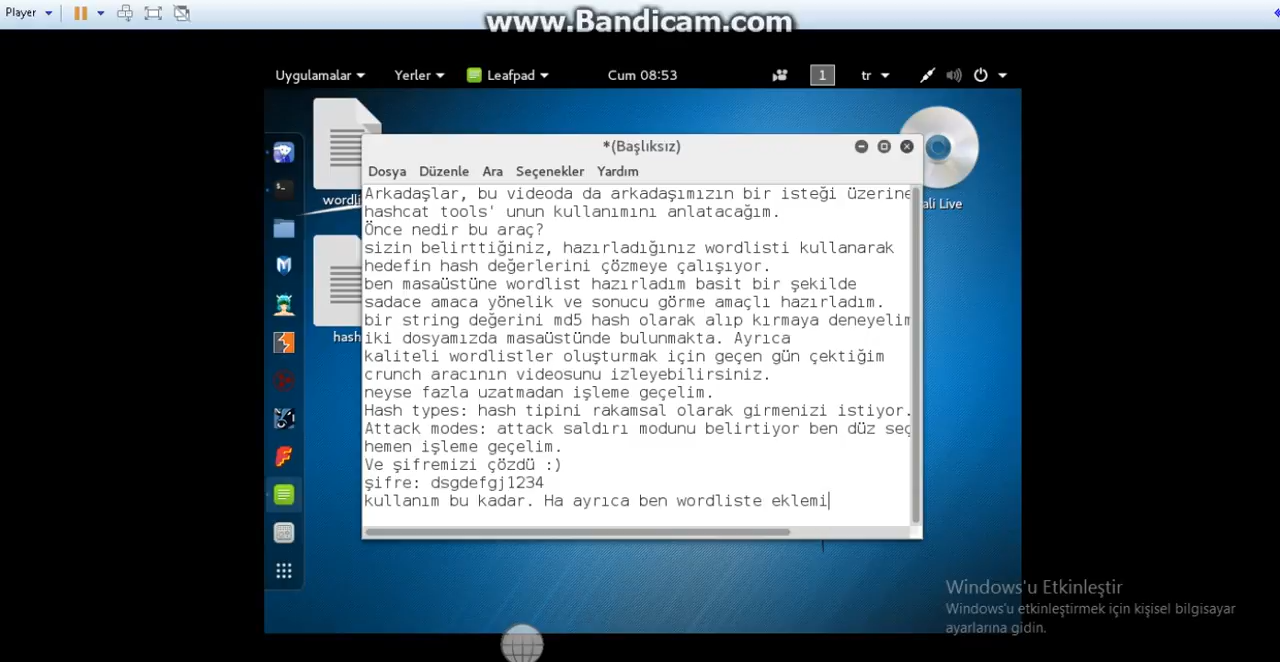 Player
www.Bandicam.com
Uygulamalar Yerler Leafpad Cum 08:53 1 tr
*(Başlıksız)
Dosya Düzenle Ara Seçenekler Yardım
Arkadaşlar, bu videoda da arkadaşımızın bir isteği üzerine
hashcat tools' unun kullanımını anlatacağım.
Önce nedir bu araç?
sizin belirttiğiniz, hazırladığınız wordlisti kullanarak
hedefin hash değerlerini çözmeye çalışıyor.
ben masaüstüne wordlist hazırladım basit bir şekilde
sadace amaca yönelik ve sonucu görme amaçlı hazırladım.
bir string değerini md5 hash olarak alıp kırmaya deneyelim
iki dosyamızda masaüstünde bulunmakta. Ayrıca
kaliteli wordlistler oluşturmak için geçen gün çektiğim
crunch aracının videosunu izleyebilirsiniz.
neyse fazla uzatmadan işleme geçelim.
Hash types: hash tipini rakamsal olarak girmenizi istiyor.
Attack modes: attack saldırı modunu belirtiyor ben düz seç
hemen işleme geçelim.
Ve şifremizi çözdü :)
şifre: dsgdefgj1234
kullanım bu kadar. Ha ayrıca ben wordliste eklemi
wordli
hash
ali Live
Windows'u Etkinleştir
Windows'u etkinleştirmek için kişisel bilgisayar
ayarlarına gidin.